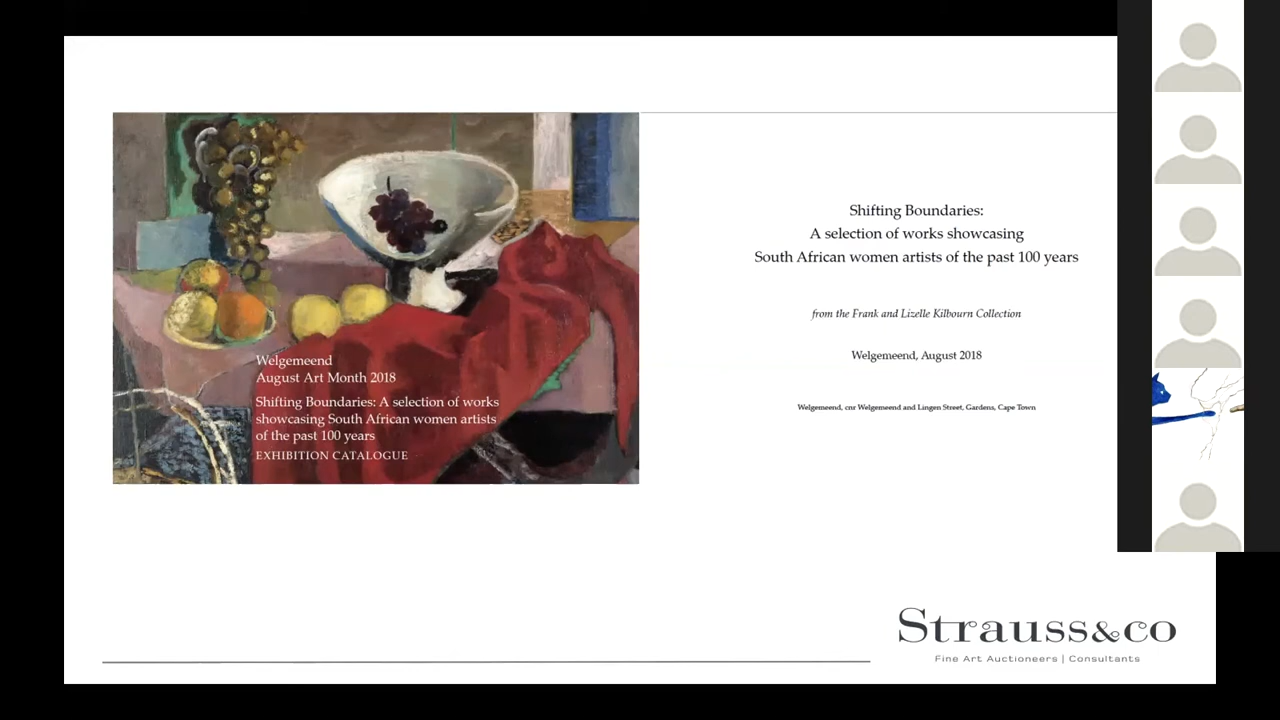 Welgemeend
August Art Month 2018
Shifting Boundaries: A selection of works
showcasing South African women artists
of the past 100 years
EXHIBITION CATALOGUE
Shifting Boundaries:
A selection of works showcasing
South African women artists of the past 100 years
from the Frank and Lizelle Kilbourn Collection
Welgemeend, August 2018
Welgemeend, cnr Welgemeend and Lingen Street, Gardens, Cape Town
Strauss&co
Fine Art Auctioneers | Consultants